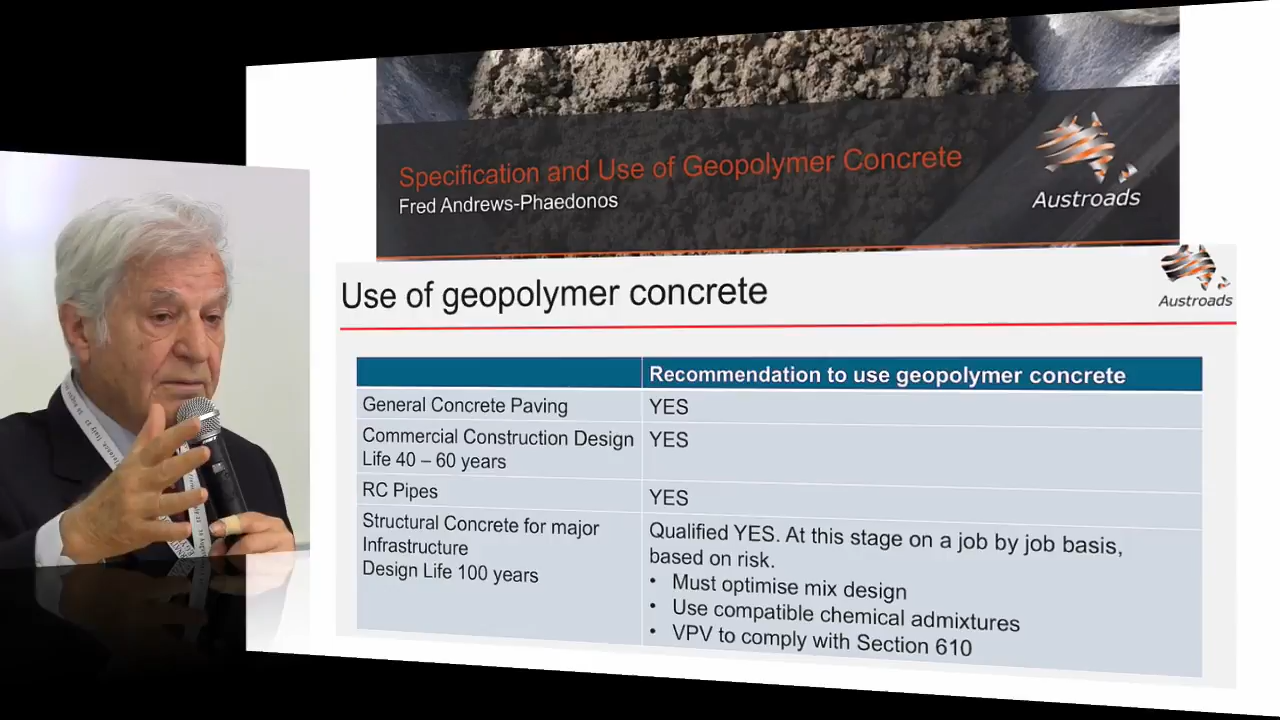 Specification and Use of Geopolymer Concrete
Fred Andrews-Phaedonos
Austroads
Use of geopolymer concrete
Austroads
Recommendation to use geopolymer concrete
General Concrete Paving
YES
Commercial Construction Design
Life 40 – 60 years
YES
RC Pipes
YES
Structural Concrete for major
Infrastructure
Design Life 100 years
Qualified YES. At this stage on a job by job basis,
based on risk.
• Must optimise mix design
• Use compatible chemical admixtures
• VPV to comply with Section 610